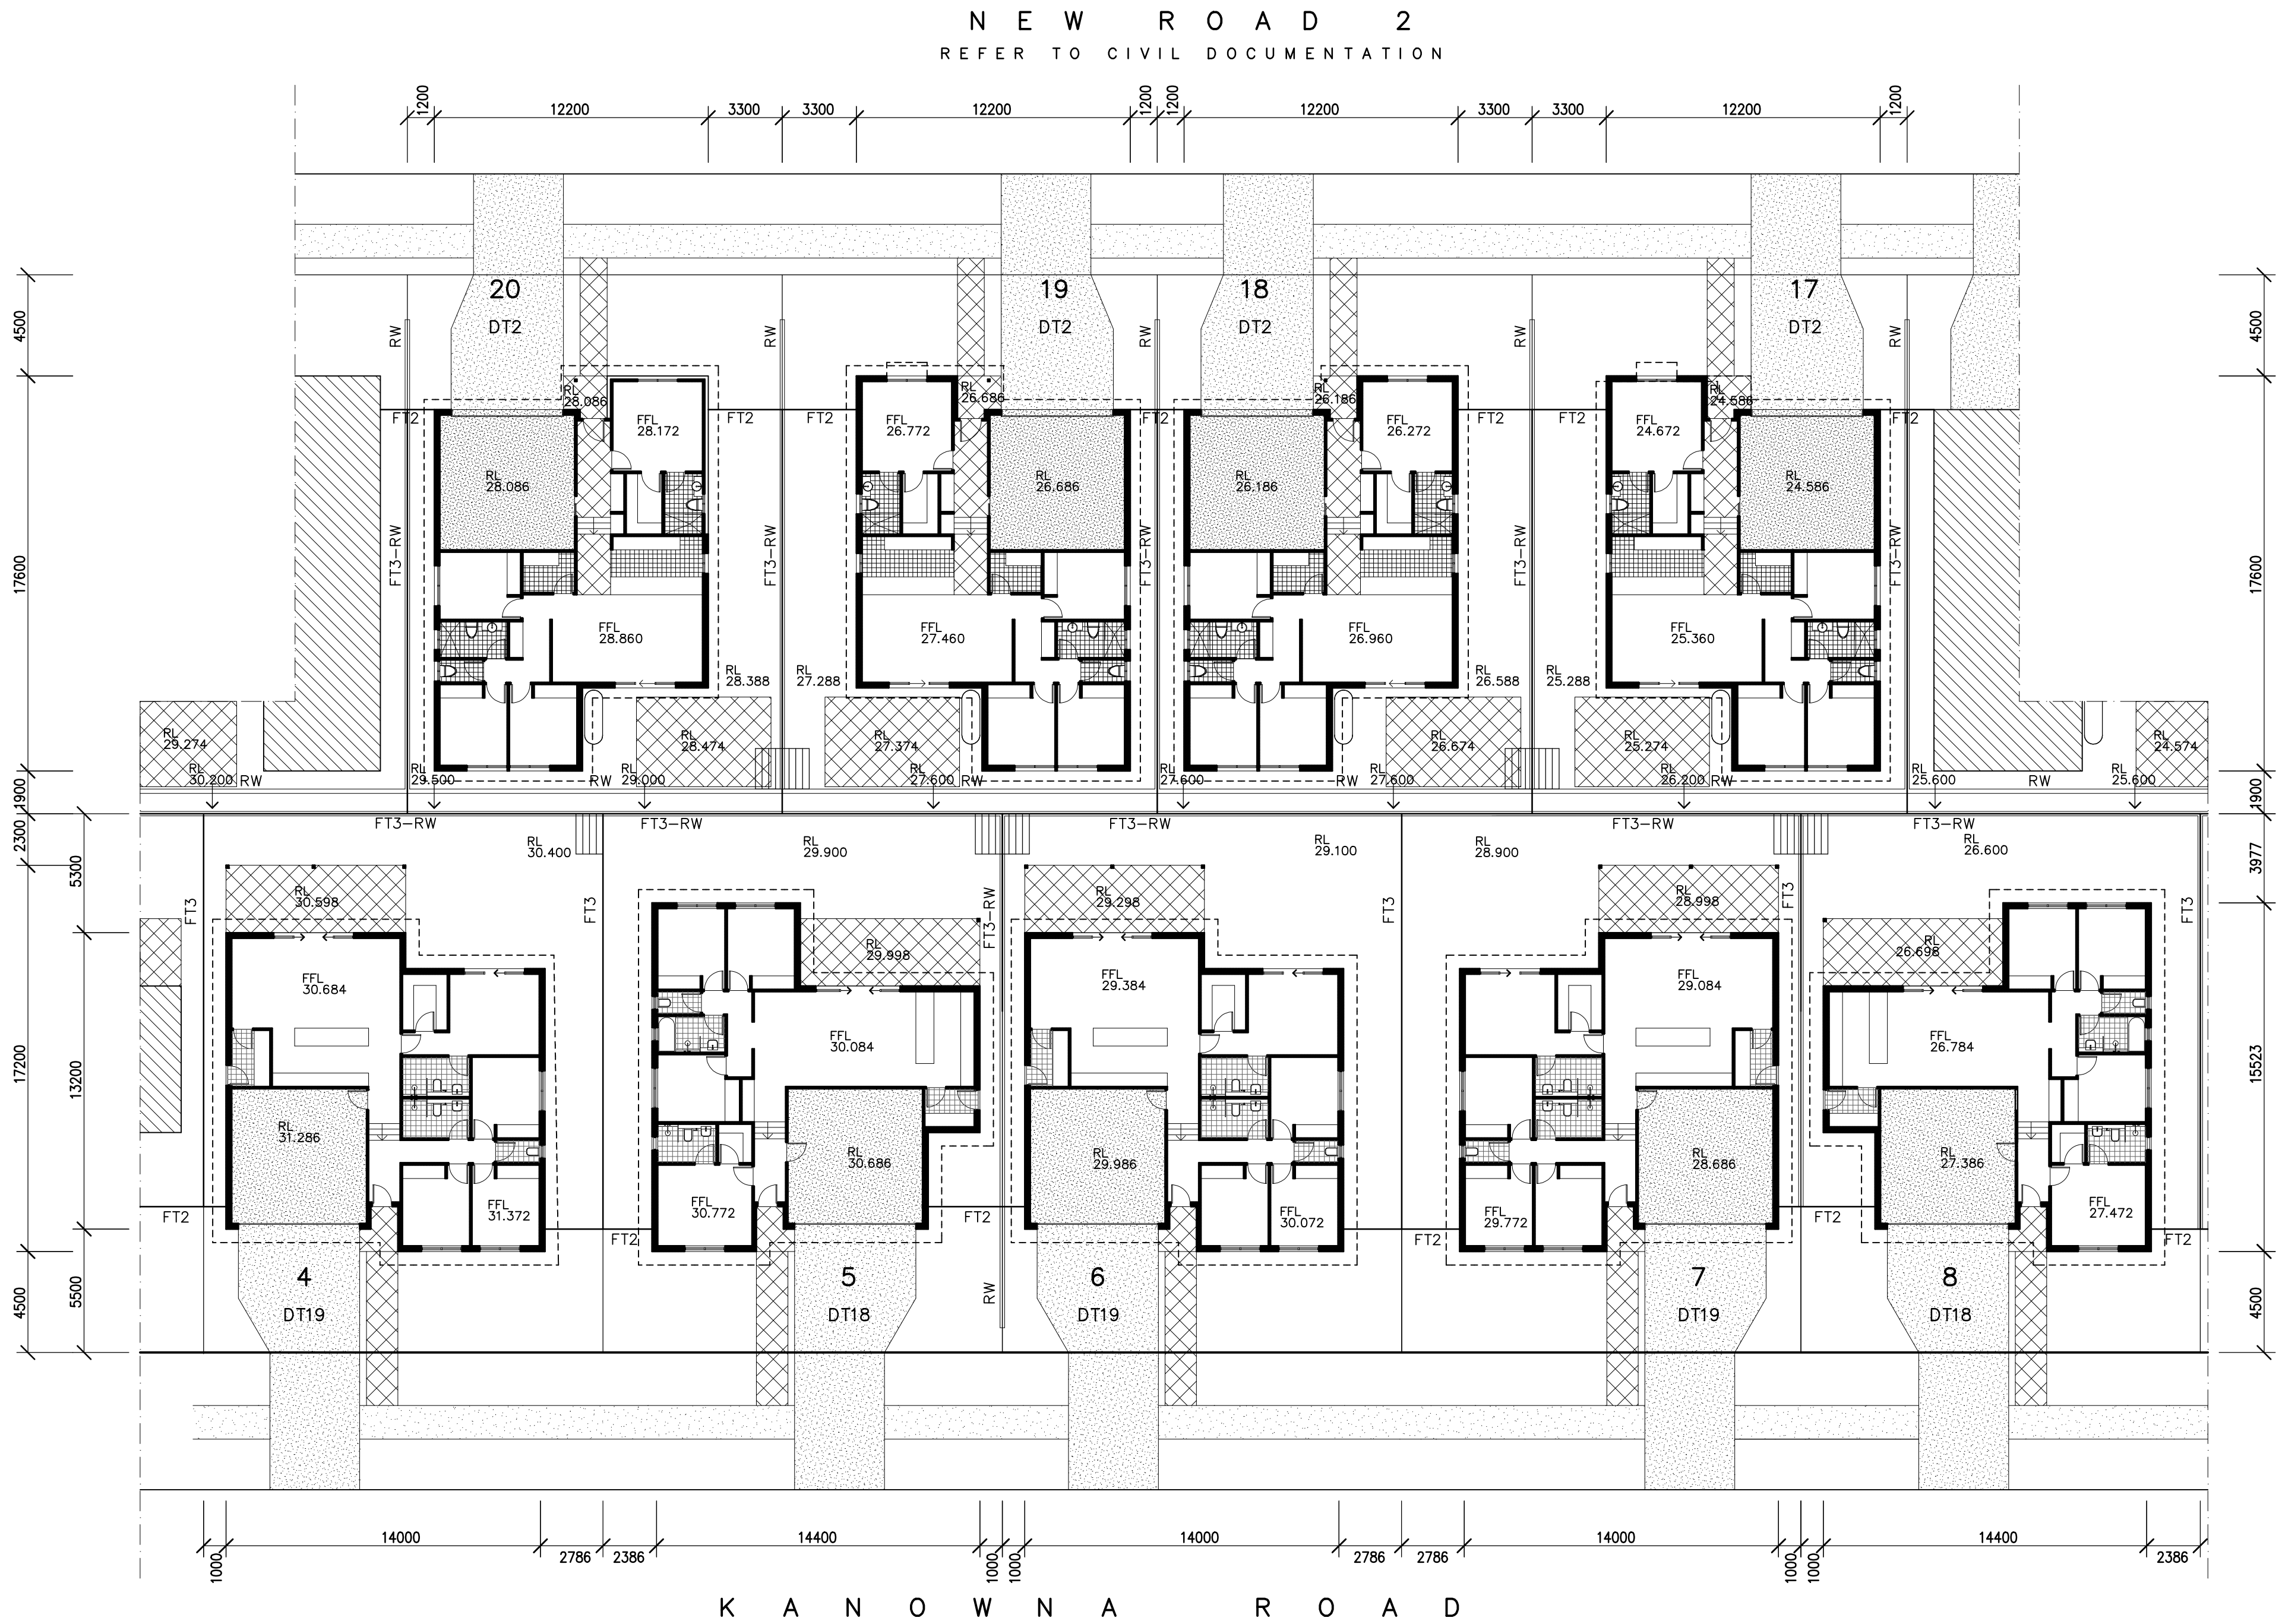 NEW ROAD 2
REFER TO CIVIL DOCUMENTATION
1200 12200 3300 3300 12200 1200 1200 12200 3300 3300 12200 1200
20 19 18 17
DT2 DT2 DT2 DT2
4500 RW RW RW RW RW 4500
RL 28.086
RL 26.686
RL 26.186
RL 24.586
FT2 FT2 FT2 FT2 FT2 FT2 FT2
FFL 28.172
FFL 26.772
FFL 26.272
FFL 24.672
RL 28.086
RL 26.686
RL 26.186
RL 24.586
17600 FT3-RW FT3-RW FT3-RW FT3-RW FT3-RW 17600
FFL 28.860
FFL 27.460
FFL 26.960
FFL 25.360
RL 28.388
RL 27.288
RL 26.588
RL 25.288
RL 29.274
RL 28.474
RL 27.374
RL 26.674
RL 25.274
RL 24.574
RL 30.200 RW
RL 29.500 RW
RL 29.000
RL 27.600 RW
RL 27.600 RW
RL 27.600
RL 26.200 RW
RL 25.600 RW
RL 25.600
1900 1900
FT3-RW FT3-RW FT3-RW FT3-RW FT3-RW
2300 5300 3977
RL 30.400
RL 29.900
RL 29.100
RL 28.900
RL 26.600
FT3 FT3 FT3-RW FT3 FT3 FT3
RL 30.598
RL 29.998
RL 29.298
RL 28.998
RL 26.698
FFL 30.684
FFL 30.084
FFL 29.384
FFL 29.084
FFL 26.784
17200 13200 15523
RL 31.286
RL 30.686
RL 29.986
RL 28.686
RL 27.386
FFL 31.372
FFL 30.772
FFL 30.072
FFL 29.772
FFL 27.472
FT2 FT2 FT2 FT2 FT2 FT2
4 5 6 7 8
4500 5500 RW 4500
DT19 DT18 DT19 DT19 DT18
1000 14000 2786 2386 14400 1000 1000 14000 2786 2786 14000 1000 1000 14400 2386
KANOWNA ROAD